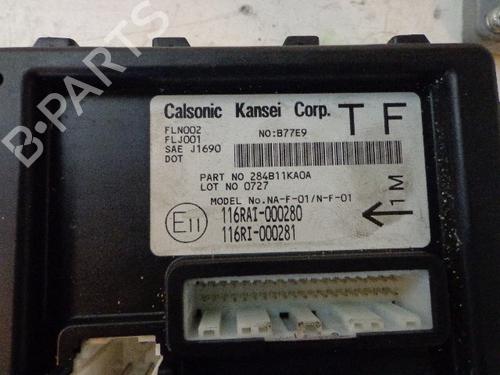 Calsonic Kansei Corp. T F
FLN002
FLJ001
SAE J1690
DOT
NO:B77E9
PART NO 284B11KA0A
LOT NO 0727
MODEL No.NA-F-01/N-F-01
E11
116RAI-000280
116RI-000281
1M
B-PARTS